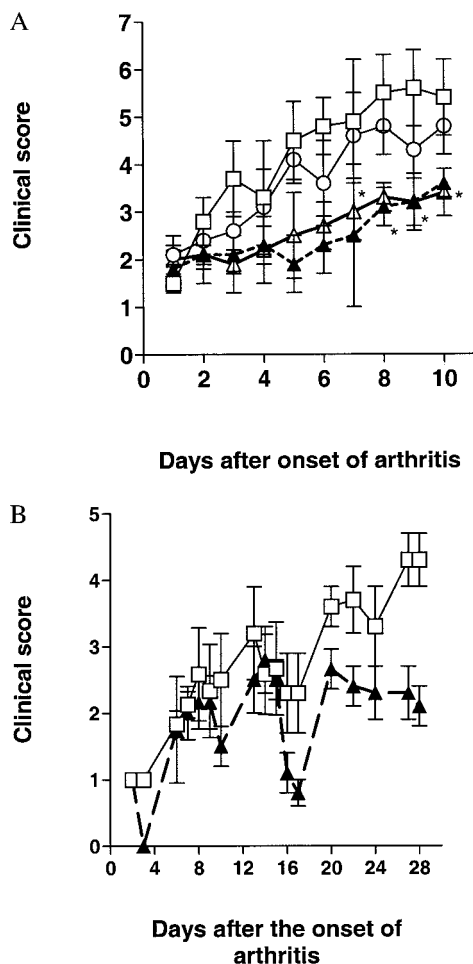 A
7
6
5
4
3
2
1
0
Clinical score
*
*
*
*
0 2 4 6 8 10
Days after onset of arthritis
B
5
4
3
2
1
0
Clinical score
0 4 8 12 16 20 24 28
Days after the onset of
arthritis